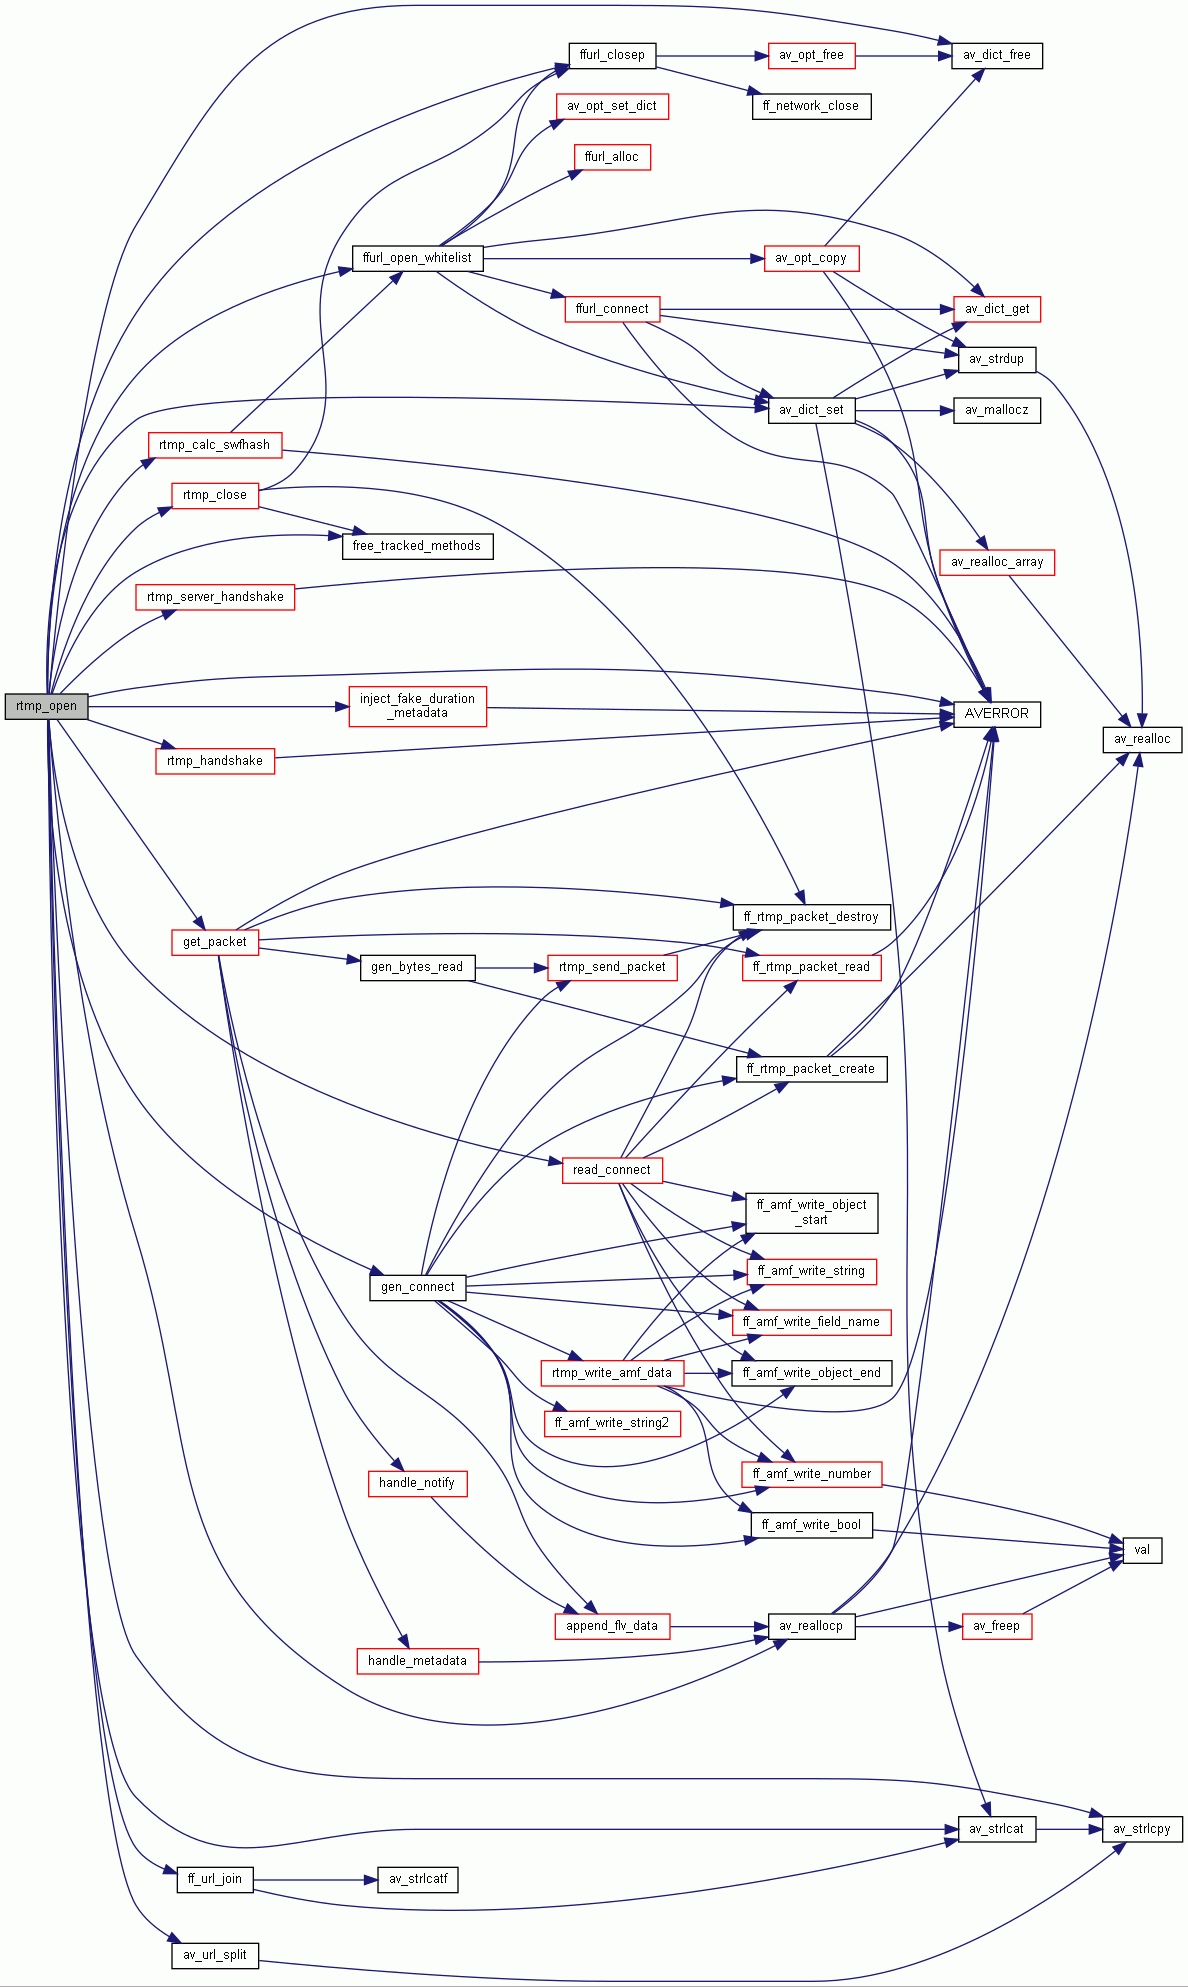 ffurl_closep
av_opt_free
av_dict_free
av_opt_set_dict
ff_network_close
ffurl_alloc
ffurl_open_whitelist
av_opt_copy
ffurl_connect
av_dict_get
av_strdup
av_dict_set
av_mallocz
rtmp_calc_swfhash
rtmp_close
free_tracked_methods
av_realloc_array
rtmp_server_handshake
rtmp_open
inject_fake_duration
_metadata
AVERROR
av_realloc
rtmp_handshake
ff_rtmp_packet_destroy
get_packet
gen_bytes_read
rtmp_send_packet
ff_rtmp_packet_read
ff_rtmp_packet_create
read_connect
ff_amf_write_object
_start
ff_amf_write_string
gen_connect
ff_amf_write_field_name
rtmp_write_amf_data
ff_amf_write_object_end
ff_amf_write_string2
handle_notify
ff_amf_write_number
ff_amf_write_bool
val
append_flv_data
av_reallocp
av_freep
handle_metadata
av_strlcat
av_strlcpy
ff_url_join
av_strlcatf
av_url_split